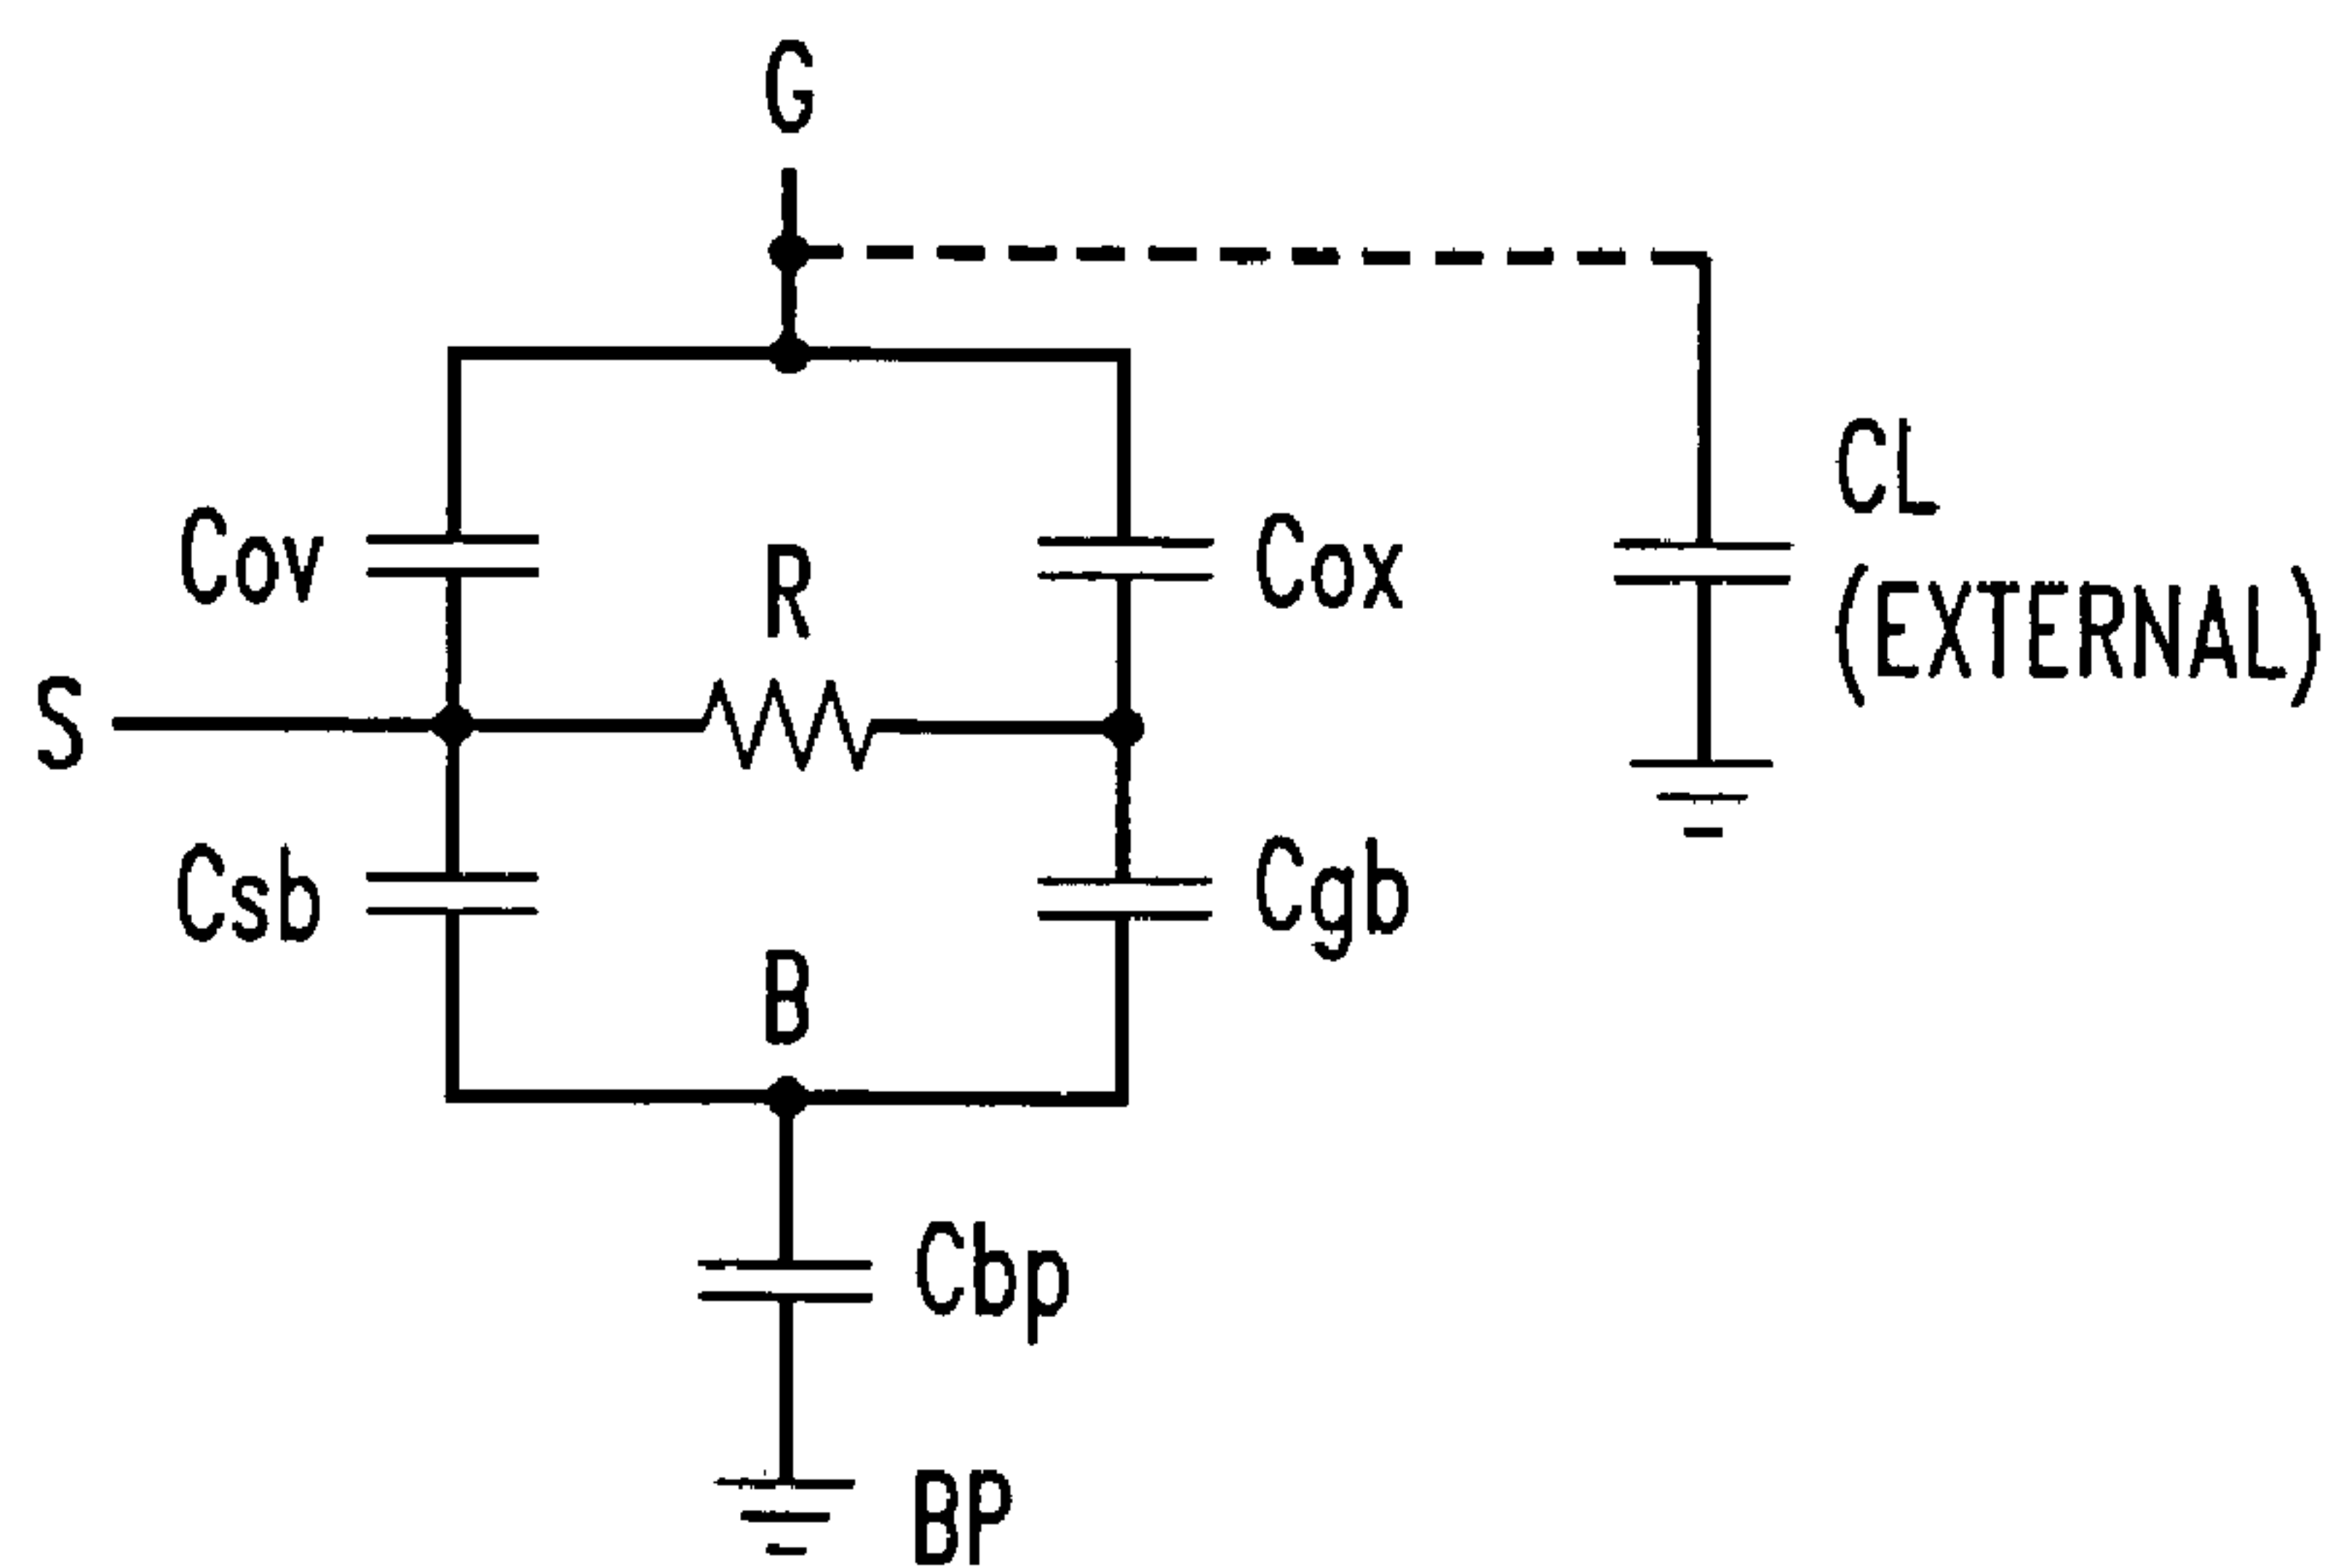 G
CL
(EXTERNAL)
Cov
R
Cox
S
Csb
Cgb
B
Cbp
BP